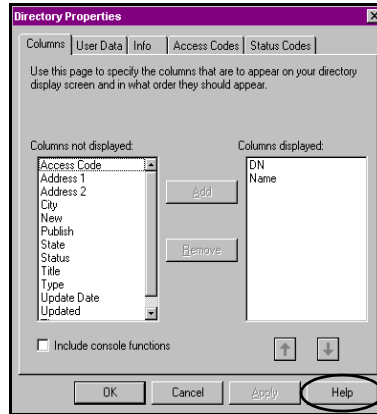 Directory Properties
Columns User Data Info Access Codes Status Codes
Use this page to specify the columns that are to appear on your directory
display screen and in what order they should appear.
Columns not displayed: Columns displayed:
Access Code
Address 1
Address 2
City
New
Publish
State
Status
Title
Type
Update Date
Updated
Add
Remove
DN
Name
Include console functions
OK Cancel Apply Help